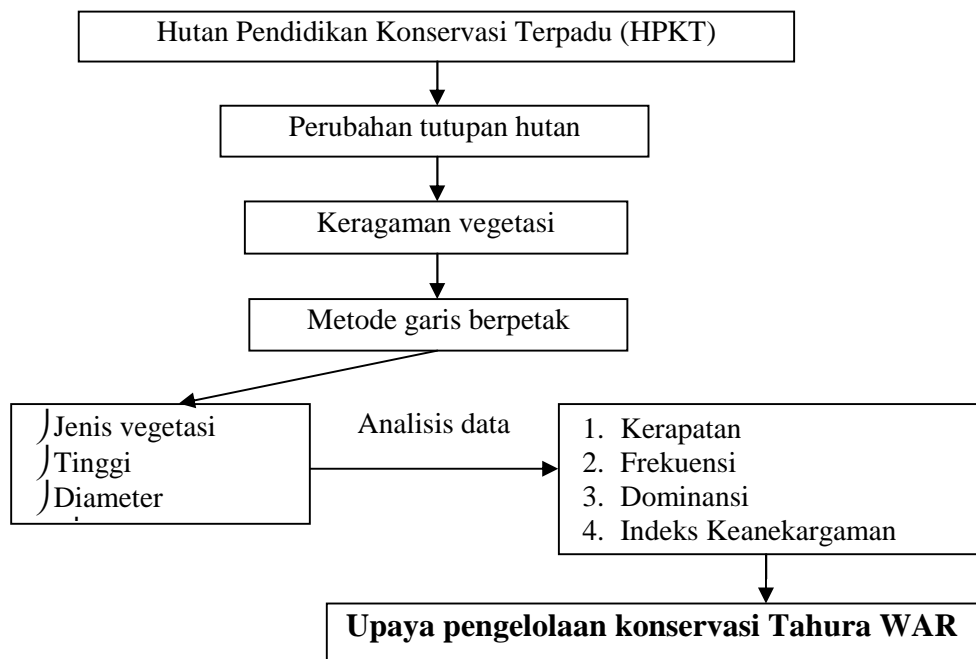 Hutan Pendidikan Konservasi Terpadu (HPKT)
Perubahan tutupan hutan
Keragaman vegetasi
Metode garis berpetak
Jenis vegetasi
Tinggi
Diameter
Analisis data
1. Kerapatan
2. Frekuensi
3. Dominansi
4. Indeks Keanekargaman
Upaya pengelolaan konservasi Tahura WAR